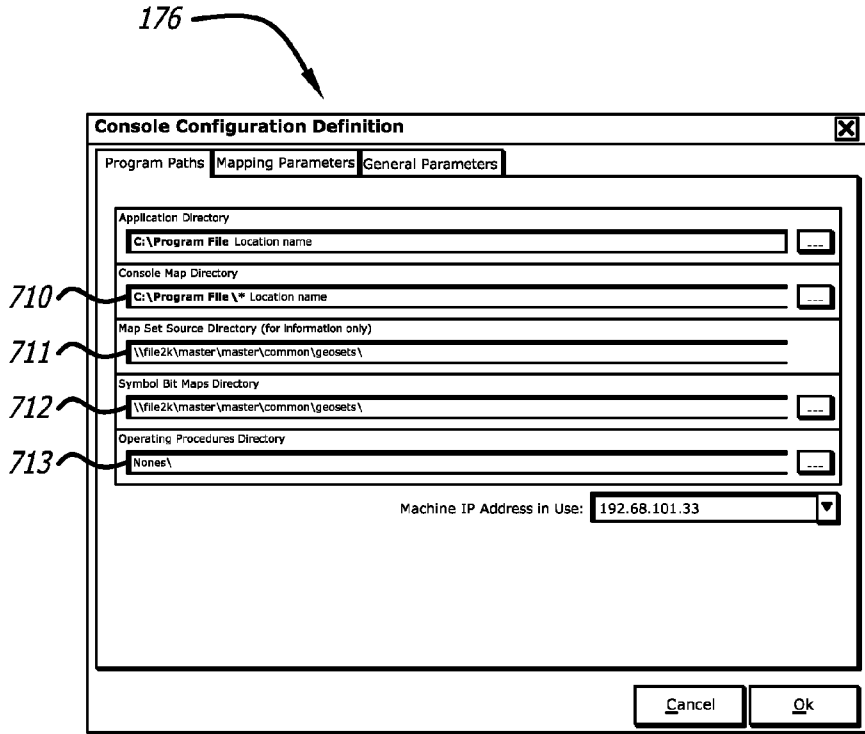 176
Console Configuration Definition
Program Paths Mapping Parameters General Parameters
Application Directory
C:\Program File Location name ...
Console Map Directory
710 C:\Program File \* Location name ...
Map Set Source Directory (for information only)
711 \\file2k\master\master\common\geosets\
Symbol Bit Maps Directory
712 \\file2k\master\master\common\geosets\ ...
Operating Procedures Directory
713 Nones\ ...
Machine IP Address in Use: 192.68.101.33
Cancel Ok